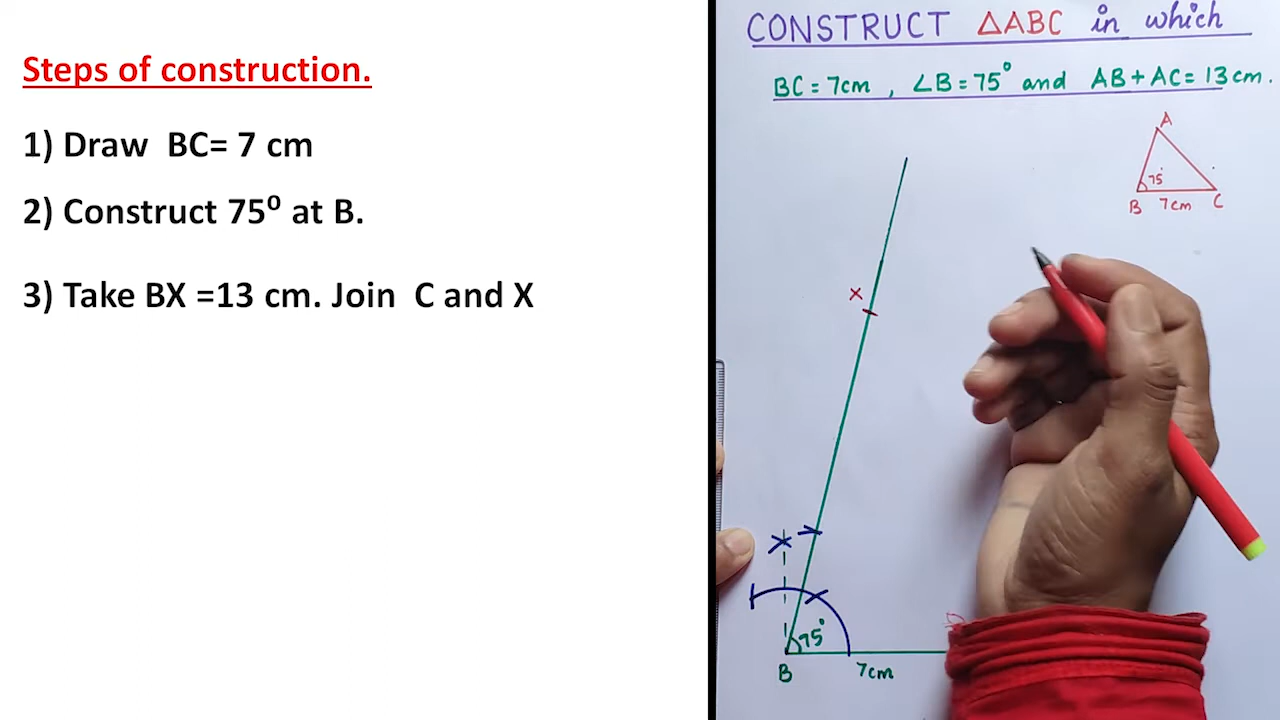 Steps of construction.
1) Draw BC= 7 cm
2) Construct 75⁰ at B.
3) Take BX =13 cm. Join C and X
CONSTRUCT △ABC in which
BC = 7cm , ∠B = 75° and AB + AC = 13 cm.
A
75°
B 7cm C
X
75°
B 7cm